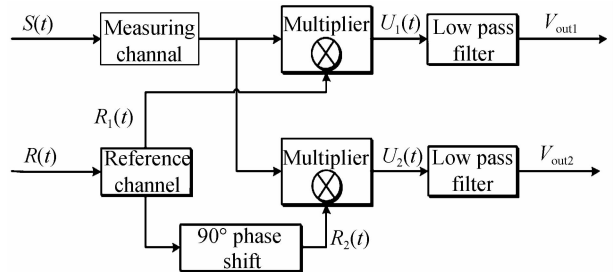 S(t)
Measuring
channel
Multiplier
U₁(t)
Low pass
filter
Vout1
R₁(t)
R(t)
Reference
channel
Multiplier
U₂(t)
Low pass
filter
Vout2
90° phase
shift
R₂(t)